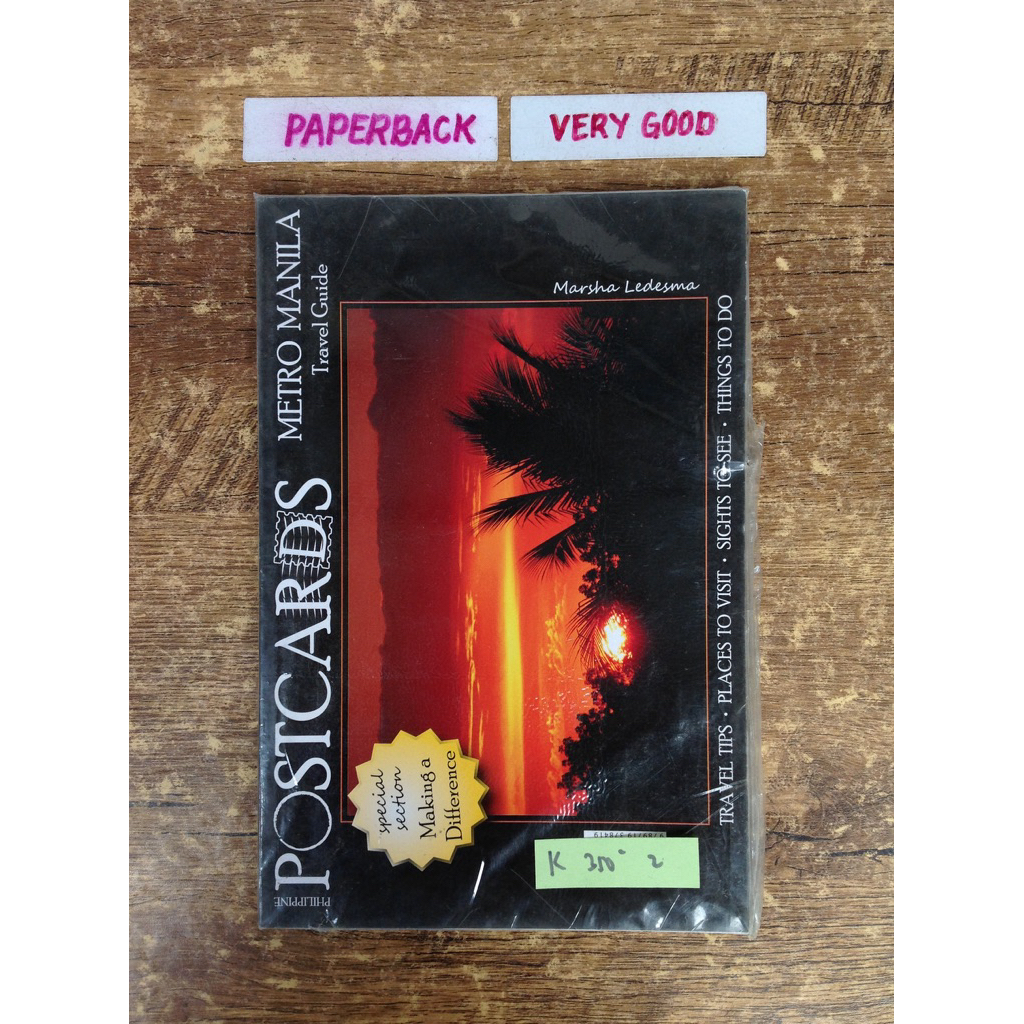 PAPERBACK
VERY GOOD
PHILIPPINE
POSTCARDS
METRO MANILA
Travel Guide
Marsha Ledesma
special
section
Making a
Difference
TRAVEL TIPS • PLACES TO VISIT • SIGHTS TO SEE • THINGS TO DO
K 350- 2